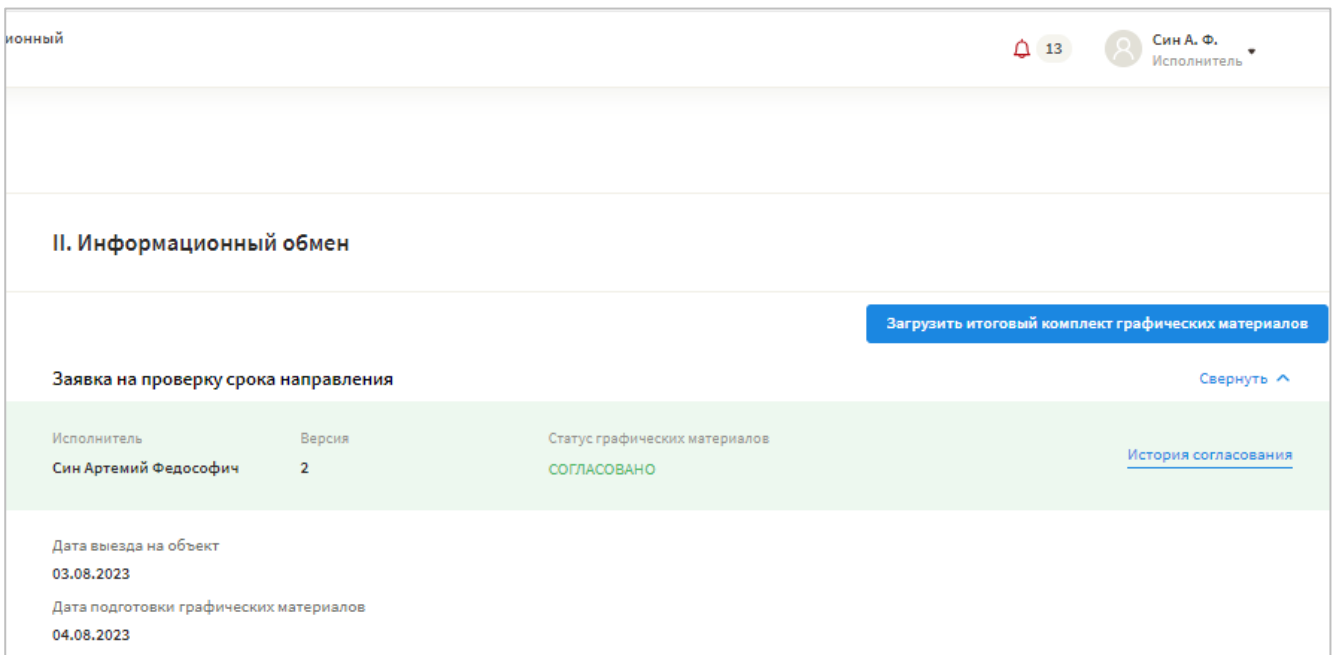 ионный
13
Син А. Ф.
Исполнитель
II. Информационный обмен
Загрузить итоговый комплект графических материалов
Заявка на проверку срока направления
Свернуть
Исполнитель Версия Статус графических материалов
Син Артемий Федософич 2 СОГЛАСОВАНО
История согласования
Дата выезда на объект
03.08.2023
Дата подготовки графических материалов
04.08.2023